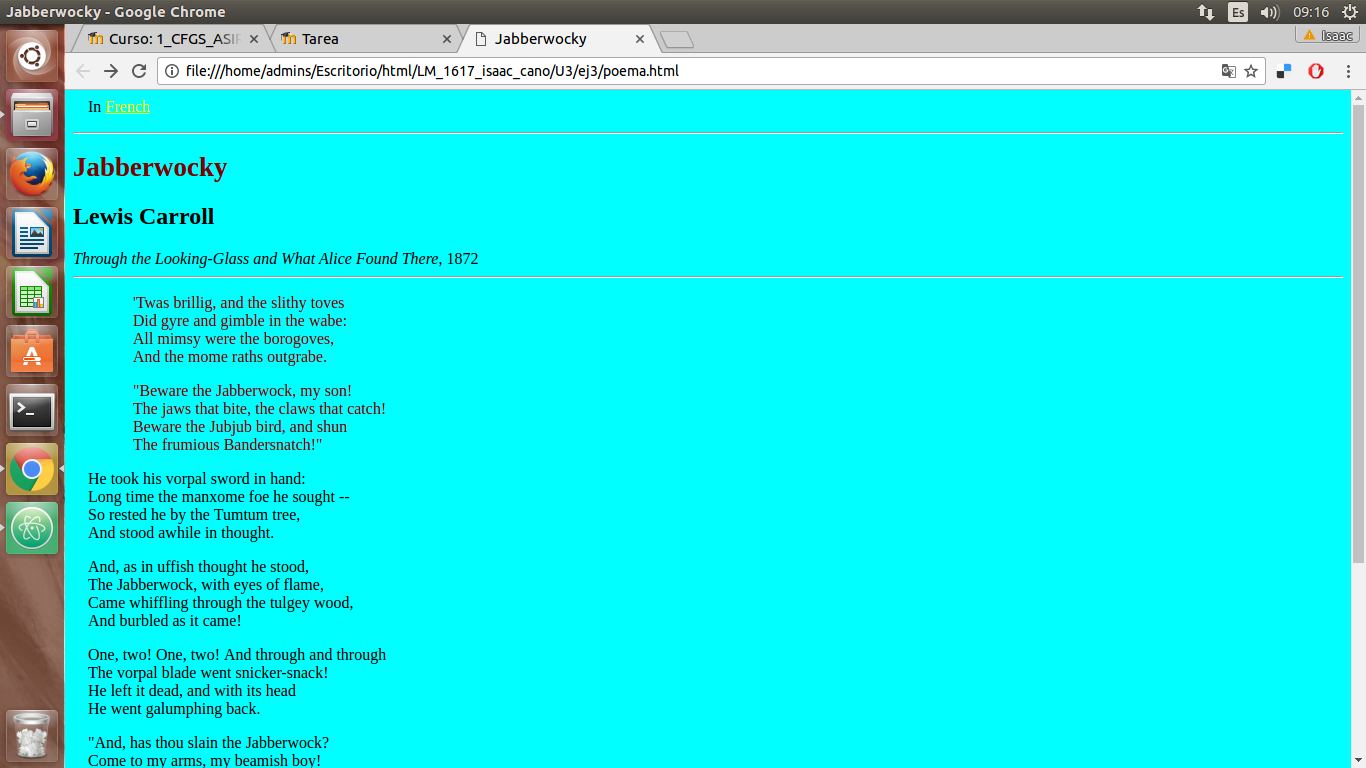 Jabberwocky - Google Chrome
Es
09:16
Curso: 1_CFGS_ASIR
Tarea
Jabberwocky
Isaac
file:///home/admins/Escritorio/html/LM_1617_isaac_cano/U3/ej3/poema.html
In French
Jabberwocky
Lewis Carroll
Through the Looking-Glass and What Alice Found There, 1872
'Twas brillig, and the slithy toves
Did gyre and gimble in the wabe:
All mimsy were the borogoves,
And the mome raths outgrabe.
"Beware the Jabberwock, my son!
The jaws that bite, the claws that catch!
Beware the Jubjub bird, and shun
The frumious Bandersnatch!"
He took his vorpal sword in hand:
Long time the manxome foe he sought --
So rested he by the Tumtum tree,
And stood awhile in thought.
And, as in uffish thought he stood,
The Jabberwock, with eyes of flame,
Came whiffling through the tulgey wood,
And burbled as it came!
One, two! One, two! And through and through
The vorpal blade went snicker-snack!
He left it dead, and with its head
He went galumphing back.
"And, has thou slain the Jabberwock?
Come to my arms, my beamish boy!